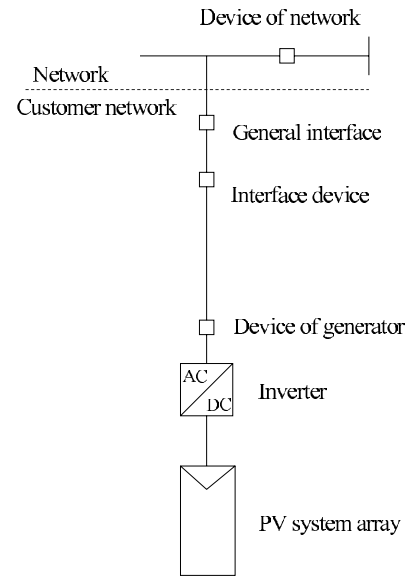 Device of network
Network
Customer network
General interface
Interface device
Device of generator
AC
DC
Inverter
PV system array